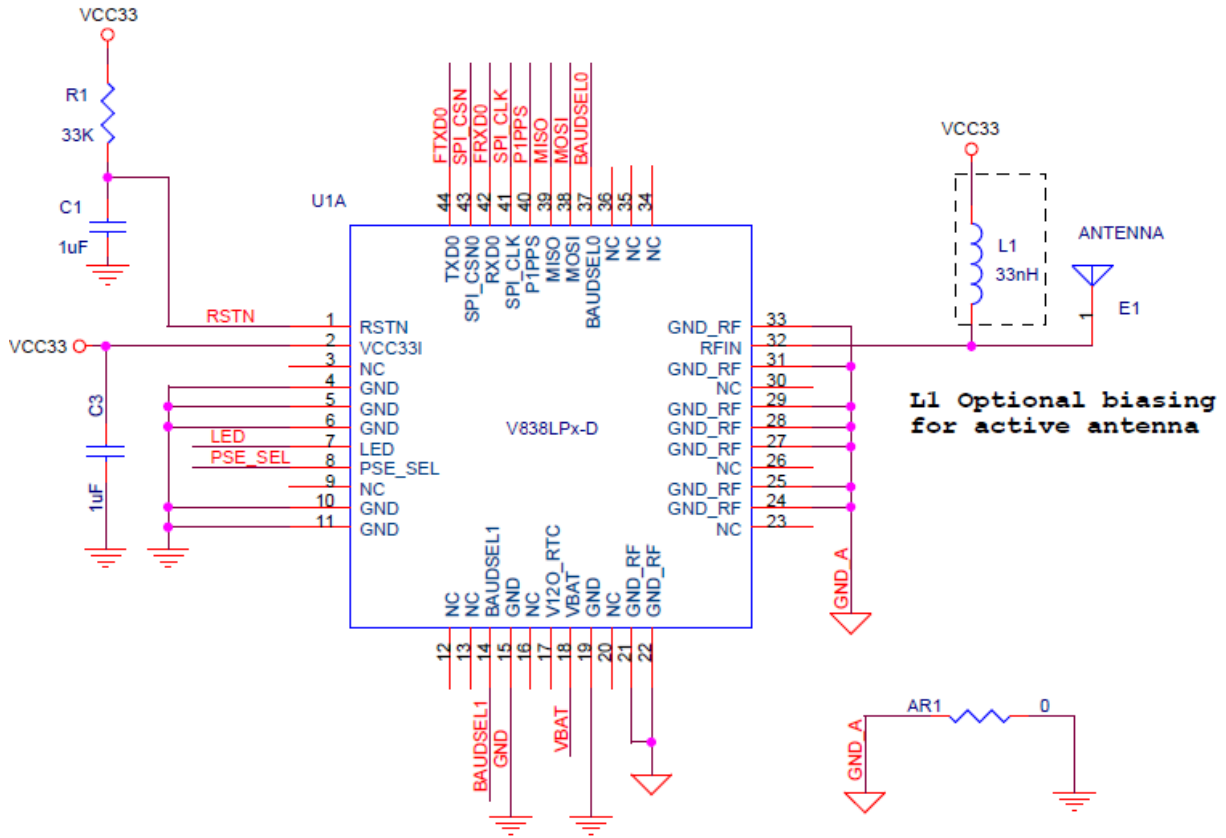 VCC33
R1
33K
C1
1uF
FTXD0
SPI_CSN
FRXD0
SPI_CLK
P1PPS
MISO
MOSI
BAUDSEL0
44
43
42
41
40
39
38
37
36
35
34
U1A
TXD0
SPI_CSN0
RXD0
SPI_CLK
P1PPS
MISO
MOSI
BAUDSEL0
NC
NC
NC
VCC33
L1
33nH
ANTENNA
1
E1
L1 Optional biasing
for active antenna
RSTN
VCC33
C3
1uF
LED
PSE_SEL
1 RSTN
2 VCC33I
3 NC
4 GND
5 GND
6 GND
7 LED
8 PSE_SEL
9 NC
10 GND
11 GND
V838LPx-D
GND_RF 33
RFIN 32
GND_RF 31
NC 30
GND_RF 29
GND_RF 28
GND_RF 27
NC 26
GND_RF 25
GND_RF 24
NC 23
GND_A
NC
NC
BAUDSEL1
GND
NC
V12O_RTC
VBAT
GND
NC
GND_RF
GND_RF
12
13
14
15
16
17
18
19
20
21
22
BAUDSEL1
GND
VBAT
AR1 0
GND_A